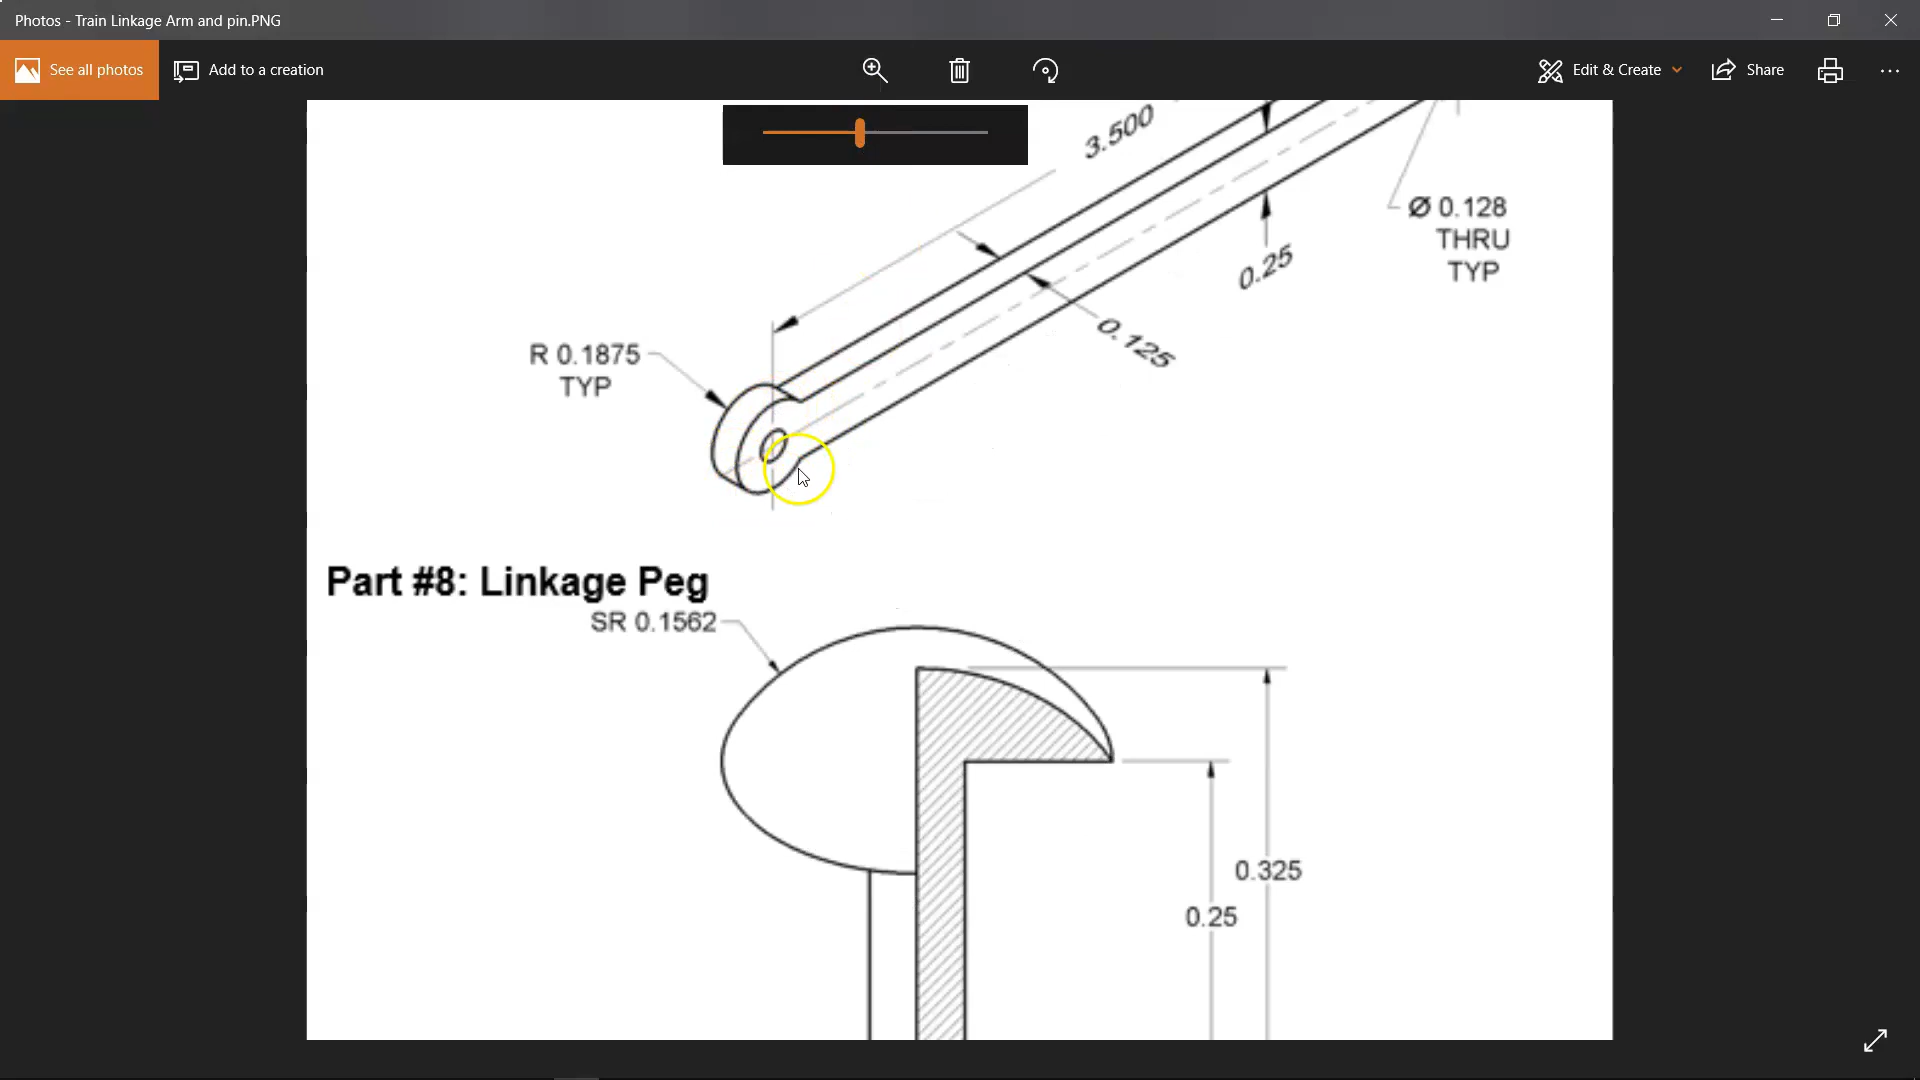 Photos - Train Linkage Arm and pin.PNG
See all photos
Add to a creation
Edit & Create
Share
3.500
Ø 0.128
THRU
TYP
0.25
0.125
R 0.1875
TYP
Part #8: Linkage Peg
SR 0.1562
0.325
0.25